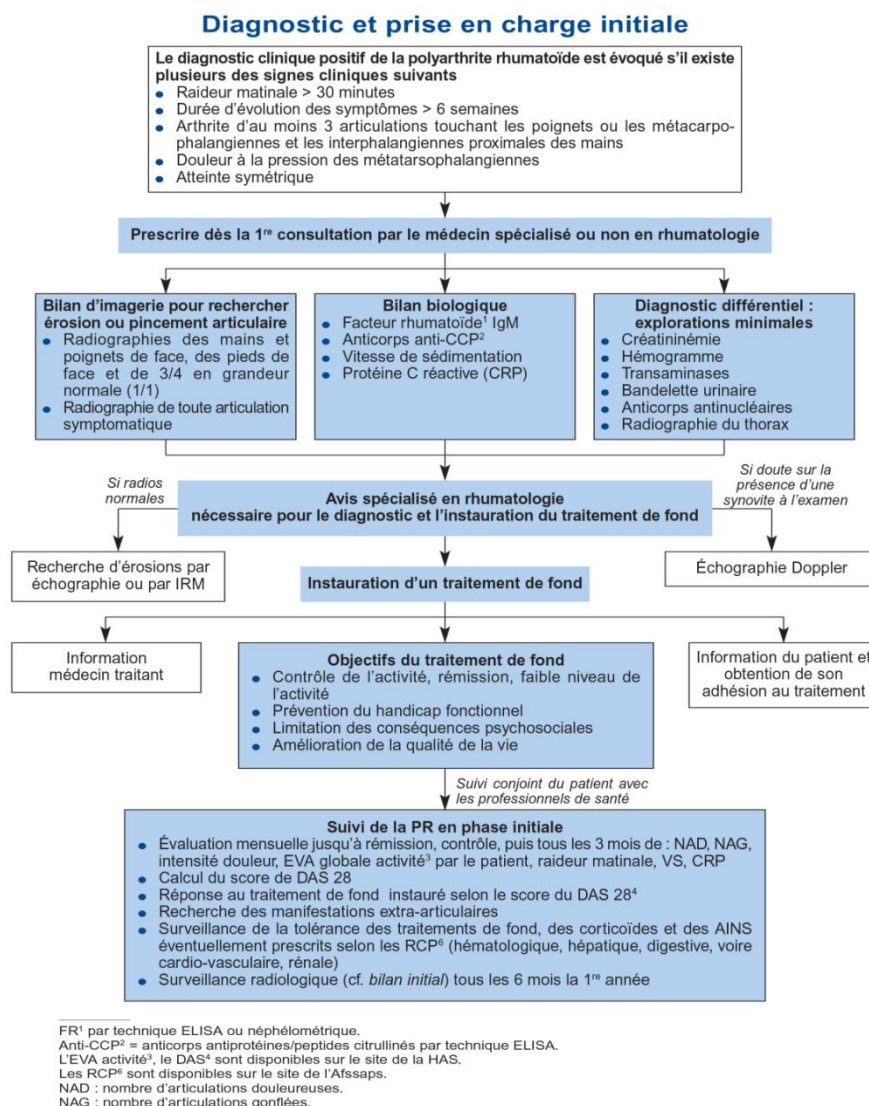 Diagnostic et prise en charge initiale
Le diagnostic clinique positif de la polyarthrite rhumatoïde est évoqué s’il existe
plusieurs des signes cliniques suivants
● Raideur matinale > 30 minutes
● Durée d’évolution des symptômes > 6 semaines
● Arthrite d’au moins 3 articulations touchant les poignets ou les métacarpo-
phalangiennes et les interphalangiennes proximales des mains
● Douleur à la pression des métatarsophalangiennes
● Atteinte symétrique
Prescrire dès la 1re consultation par le médecin spécialisé ou non en rhumatologie
Bilan d’imagerie pour rechercher
érosion ou pincement articulaire
● Radiographies des mains et
poignets de face, des pieds de
face et de 3/4 en grandeur
normale (1/1)
● Radiographie de toute articulation
symptomatique
Bilan biologique
● Facteur rhumatoïde¹ IgM
● Anticorps anti-CCP²
● Vitesse de sédimentation
● Protéine C réactive (CRP)
Diagnostic différentiel :
explorations minimales
● Créatininémie
● Hémogramme
● Transaminases
● Bandelette urinaire
● Anticorps antinucléaires
● Radiographie du thorax
Si radios
normales
Avis spécialisé en rhumatologie
nécessaire pour le diagnostic et l’instauration du traitement de fond
Si doute sur la
présence d’une
synovite à l’examen
Recherche d’érosions par
échographie ou par IRM
Échographie Doppler
Instauration d’un traitement de fond
Information
médecin traitant
Objectifs du traitement de fond
● Contrôle de l’activité, rémission, faible niveau de
l’activité
● Prévention du handicap fonctionnel
● Limitation des conséquences psychosociales
● Amélioration de la qualité de la vie
Information du patient et
obtention de son
adhésion au traitement
Suivi conjoint du patient avec
les professionnels de santé
Suivi de la PR en phase initiale
● Évaluation mensuelle jusqu’à rémission, contrôle, puis tous les 3 mois de : NAD, NAG,
intensité douleur, EVA globale activité³ par le patient, raideur matinale, VS, CRP
● Calcul du score de DAS 28
● Réponse au traitement de fond instauré selon le score du DAS 28⁴
● Recherche des manifestations extra-articulaires
● Surveillance de la tolérance des traitements de fond, des corticoïdes et des AINS
éventuellement prescrits selon les RCP⁶ (hématologique, hépatique, digestive, voire
cardio-vasculaire, rénale)
● Surveillance radiologique (cf. bilan initial) tous les 6 mois la 1re année
FR¹ par technique ELISA ou néphélométrique.
Anti-CCP² = anticorps antiprotéines/peptides citrullinés par technique ELISA.
L’EVA activité³, le DAS⁴ sont disponibles sur le site de la HAS.
Les RCP⁶ sont disponibles sur le site de l’Afssaps.
NAD : nombre d’articulations douleureuses.
NAG : nombre d’articulations gonflées.